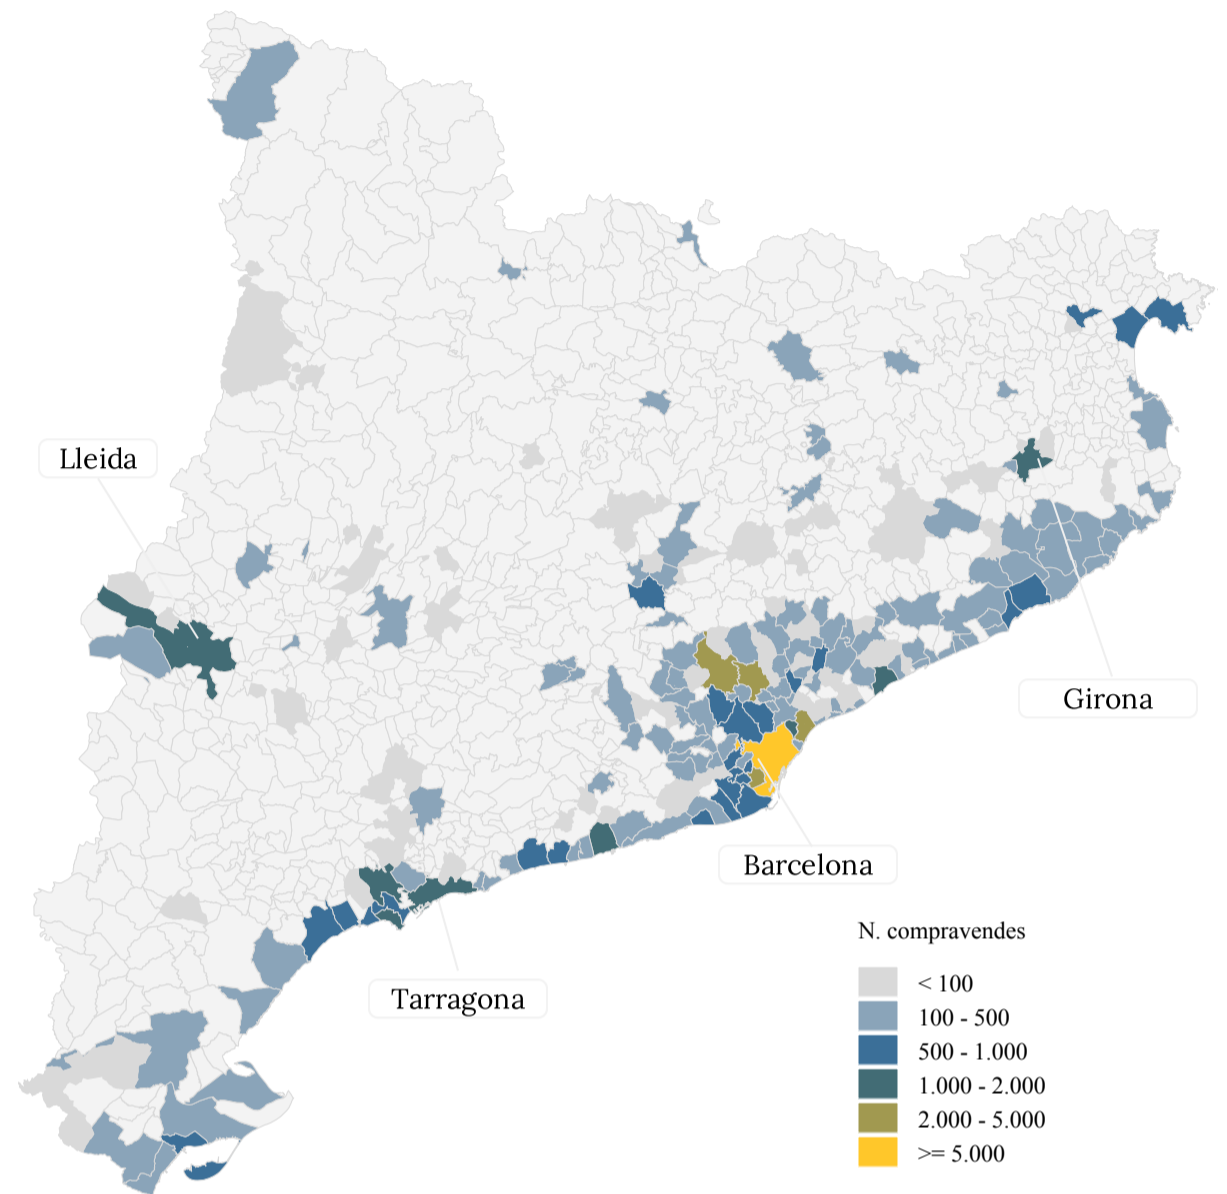 Lleida
Girona
Barcelona
Tarragona
N. compravendes
< 100
100 - 500
500 - 1.000
1.000 - 2.000
2.000 - 5.000
>= 5.000